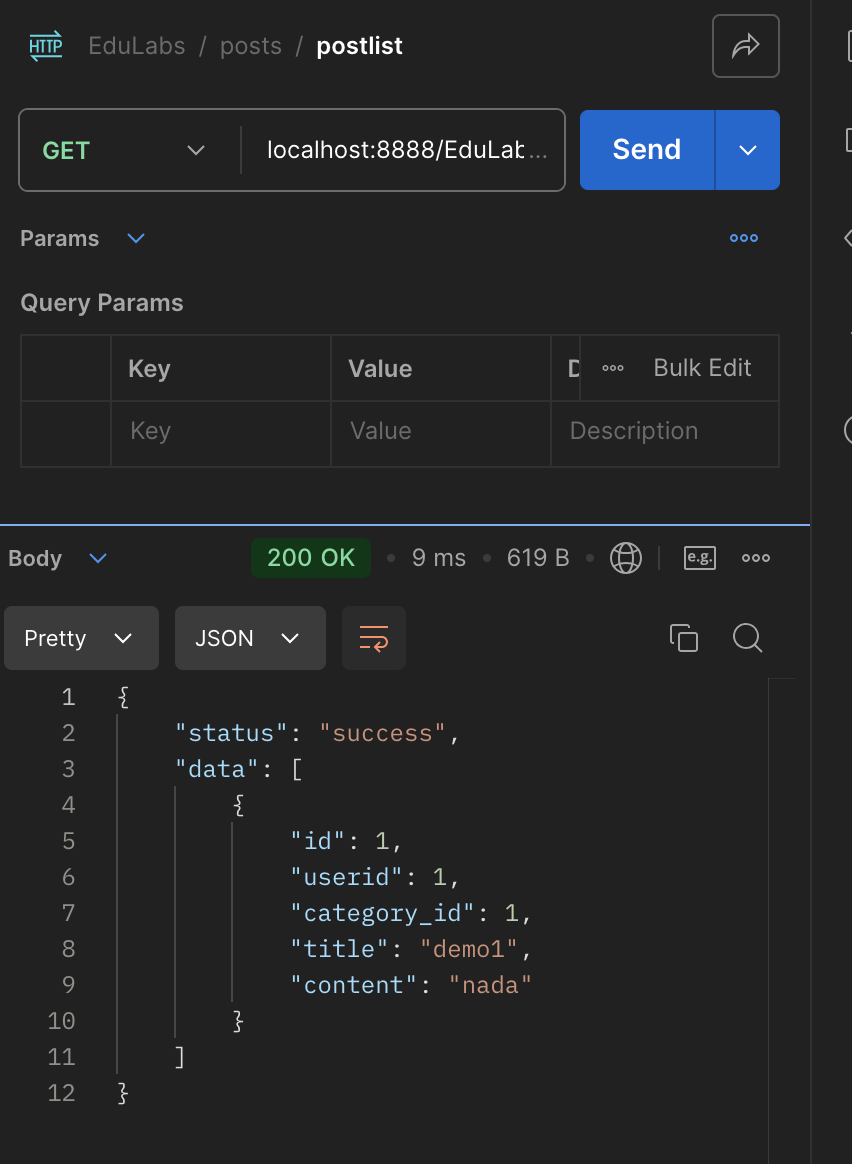 HTTP EduLabs / posts / postlist
GET localhost:8888/EduLab... Send
Params
Query Params
Key Value D Bulk Edit
Key Value Description
Body 200 OK • 9 ms • 619 B • e.g.
Pretty JSON
1 {
2 "status": "success",
3 "data": [
4 {
5 "id": 1,
6 "userid": 1,
7 "category_id": 1,
8 "title": "demo1",
9 "content": "nada"
10 }
11 ]
12 }